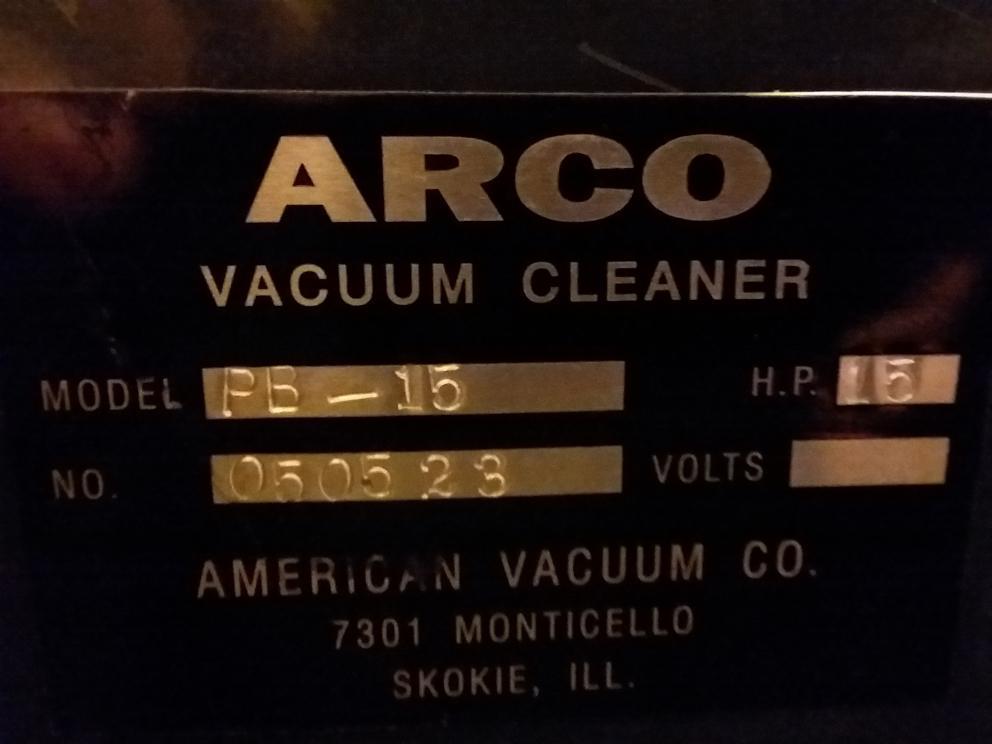 ARCO
VACUUM CLEANER
MODEL PB-15 H.P. 15
NO. 050523 VOLTS
AMERICAN VACUUM CO.
7301 MONTICELLO
SKOKIE, ILL.